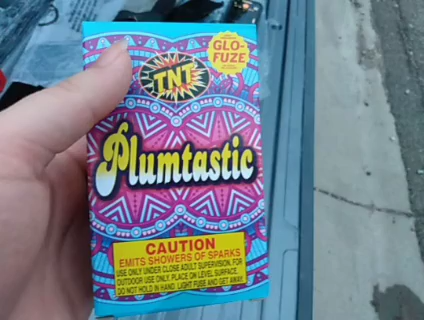 GLO-
FUZE
TNT
Plumtastic
CAUTION
EMITS SHOWERS OF SPARKS
USE ONLY UNDER CLOSE ADULT SUPERVISION. FOR
OUTDOOR USE ONLY. PLACE ON LEVEL SURFACE.
DO NOT HOLD IN HAND. LIGHT FUSE AND GET AWAY.